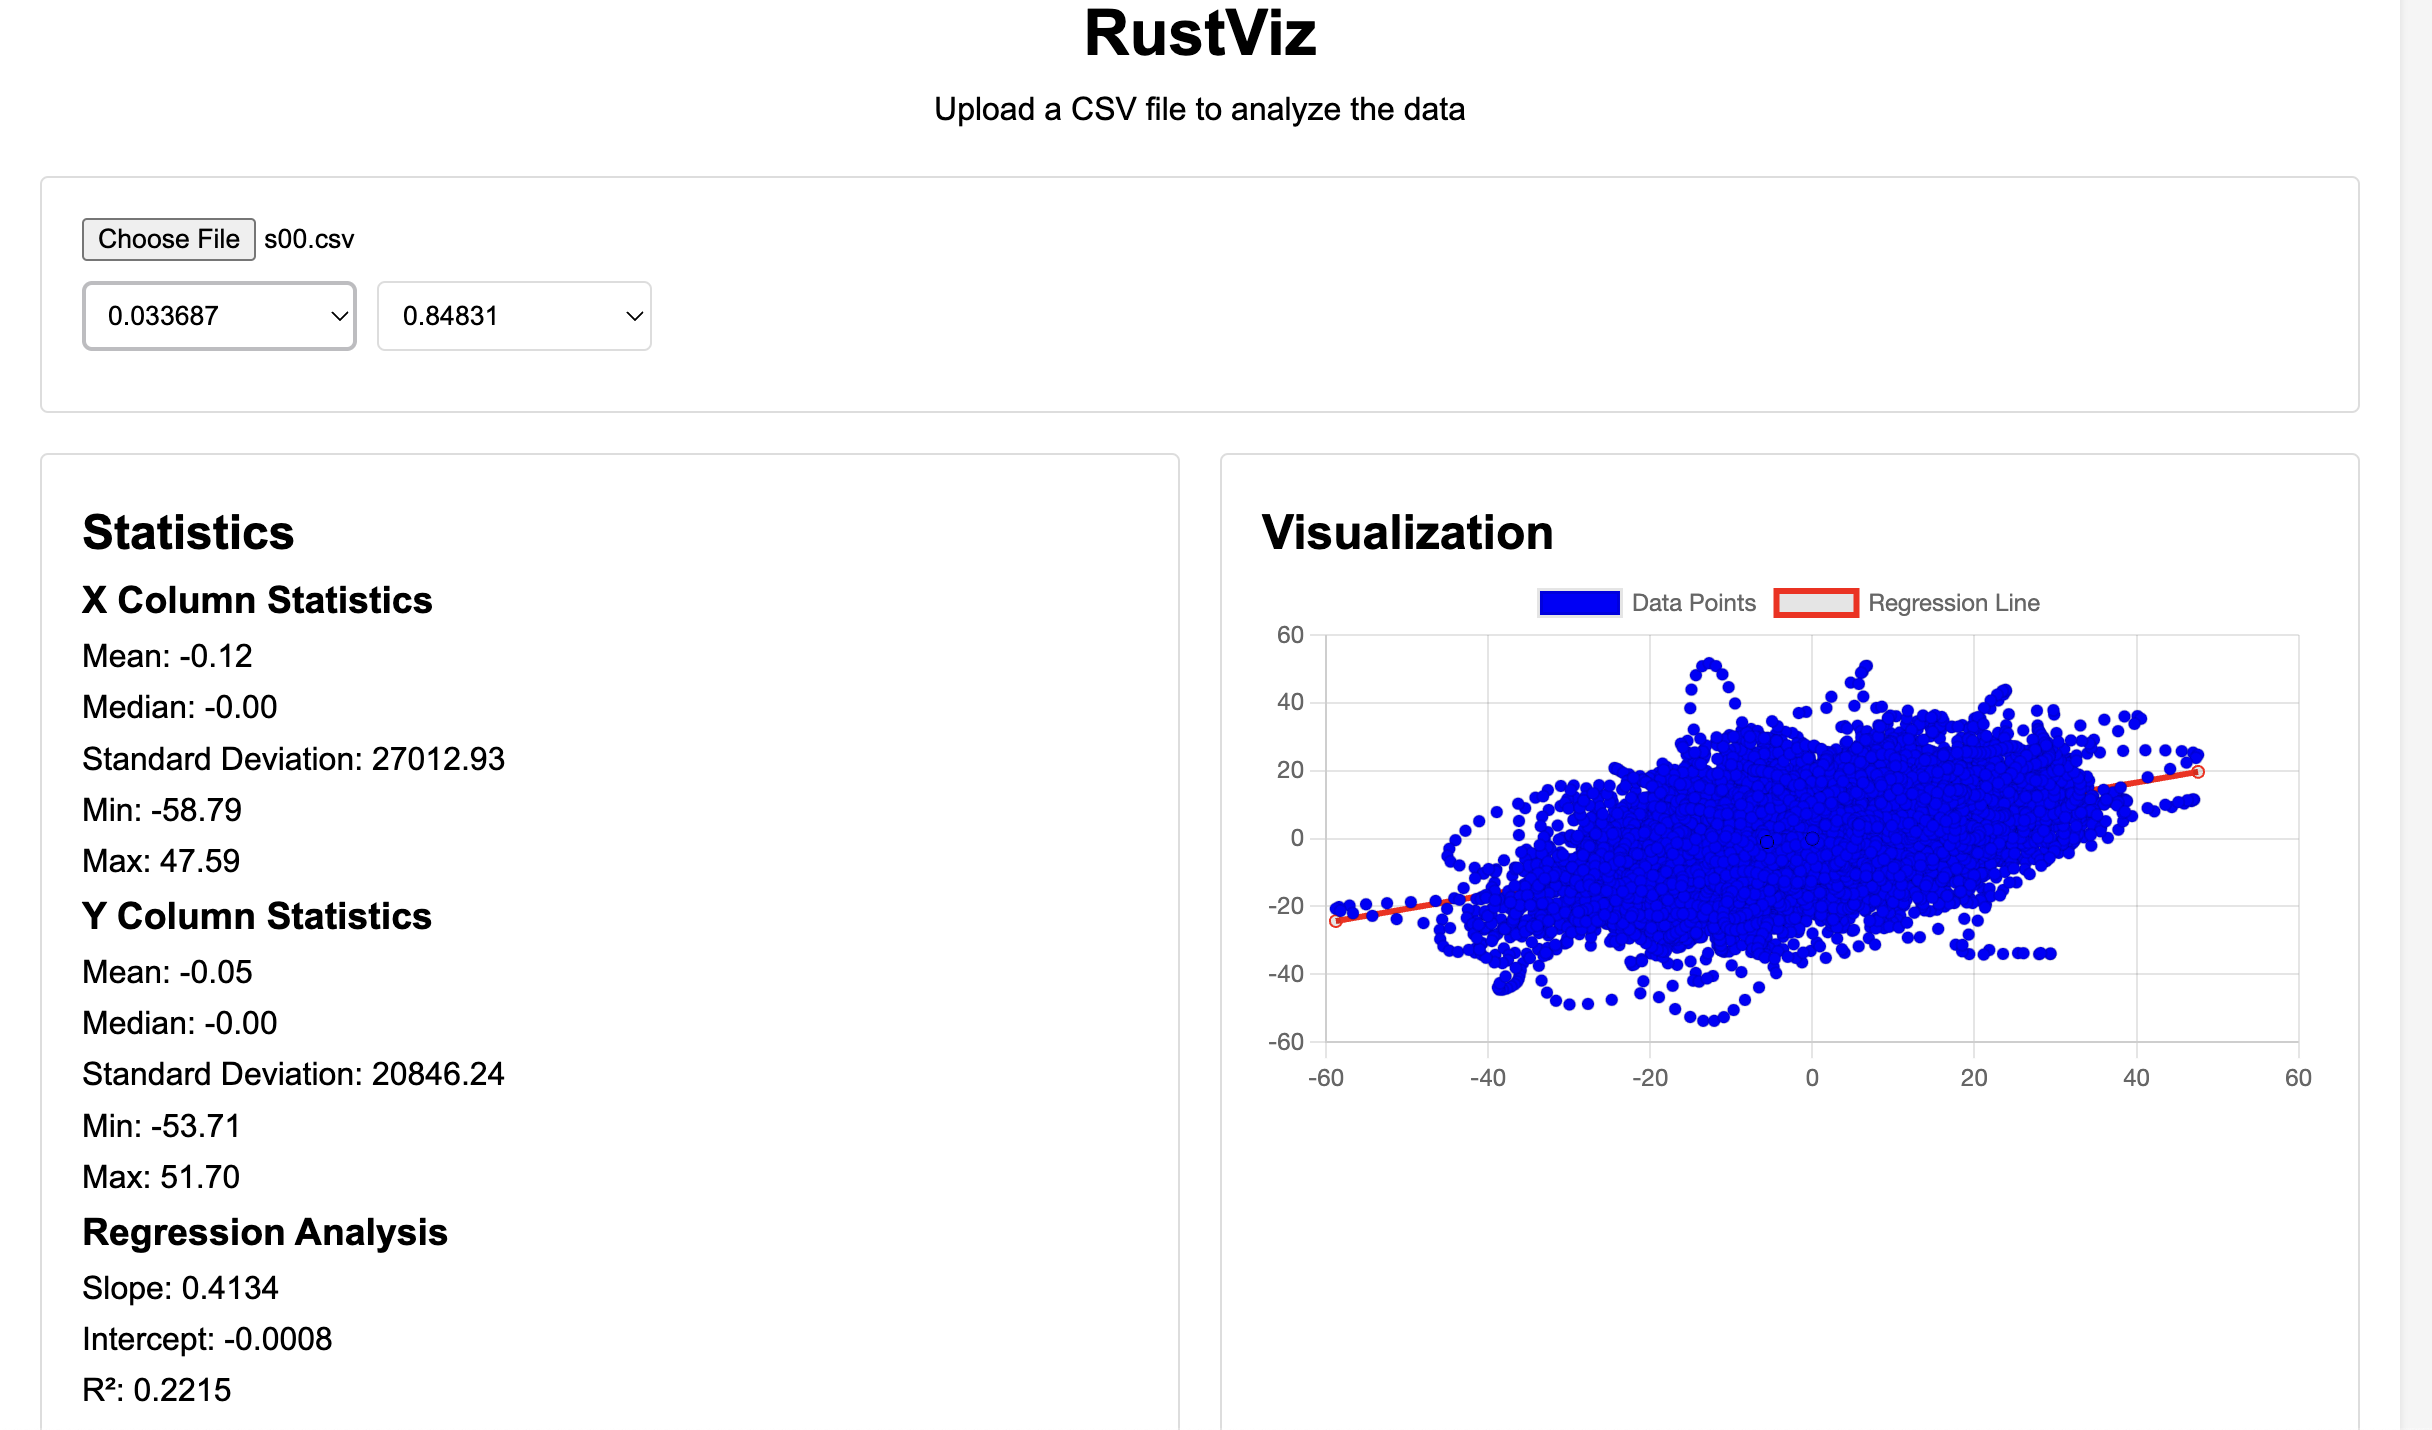 RustViz
Upload a CSV file to analyze the data
Choose File s00.csv
0.033687 0.84831
Statistics
X Column Statistics
Mean: -0.12
Median: -0.00
Standard Deviation: 27012.93
Min: -58.79
Max: 47.59
Y Column Statistics
Mean: -0.05
Median: -0.00
Standard Deviation: 20846.24
Min: -53.71
Max: 51.70
Regression Analysis
Slope: 0.4134
Intercept: -0.0008
R²: 0.2215
Visualization
Data Points Regression Line
60
40
20
0
-20
-40
-60
-60 -40 -20 0 20 40 60